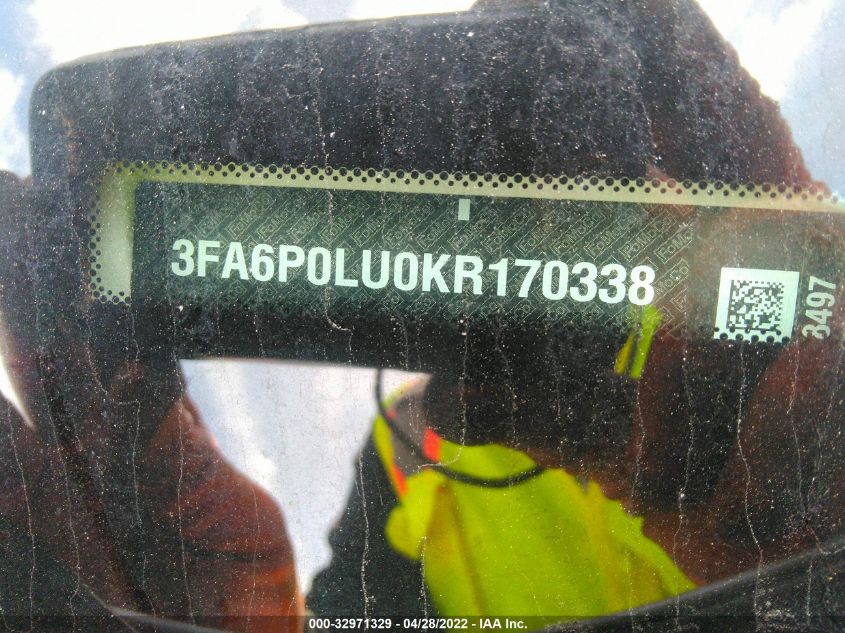 3FA6P0LU0KR170338
3497
000-32971329 | 04/28/2022 - IAA Inc.